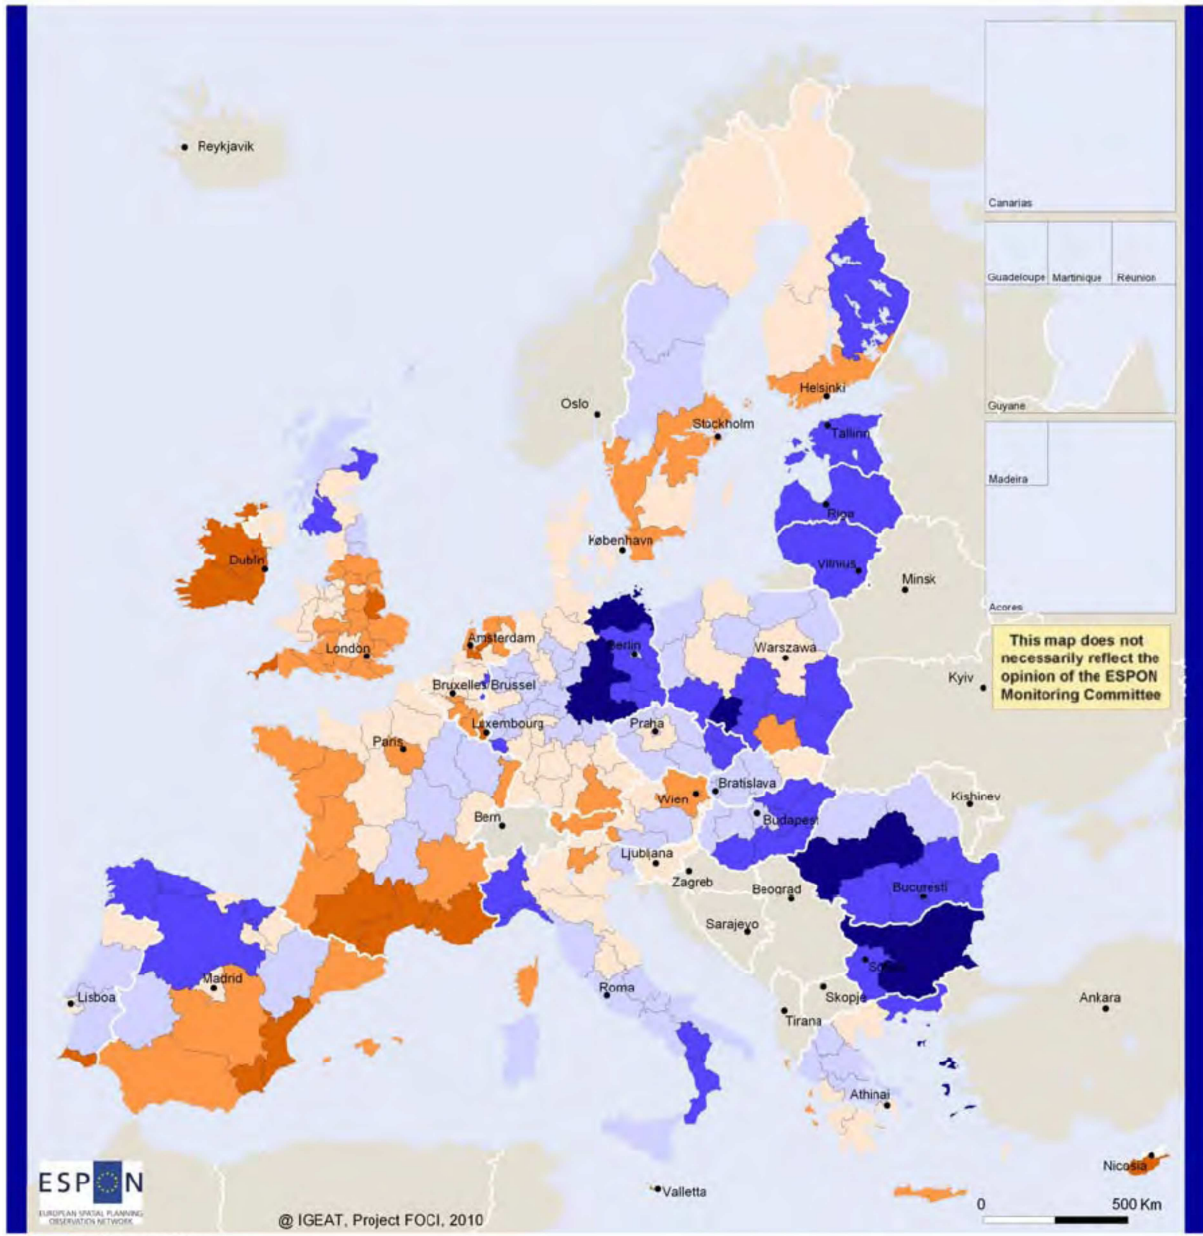 Reykjavik
Canarias
Guadeloupe Martinique Reunion
Guyane
Madeira
Acores
This map does not
necessarily reflect the
opinion of the ESPON
Monitoring Committee
Oslo
Helsinki
Stockholm
Tallinn
Riga
København
Vilnius
Minsk
Dublin
Amsterdam
Berlin
Warszawa
London
Kyiv
Bruxelles/Brussel
Luxembourg
Praha
Paris
Bratislava
Wien
Kishinev
Bern
Budapest
Ljubljana
Zagreb
Beograd
Bucuresti
Sarajevo
Madrid
Roma
Skopje
Lisboa
Ankara
Tirana
Athinai
Nicosia
Valletta
ESPON
EUROPEAN SPATIAL PLANNING
OBSERVATION NETWORK
@ IGEAT, Project FOCI, 2010
0 500 Km